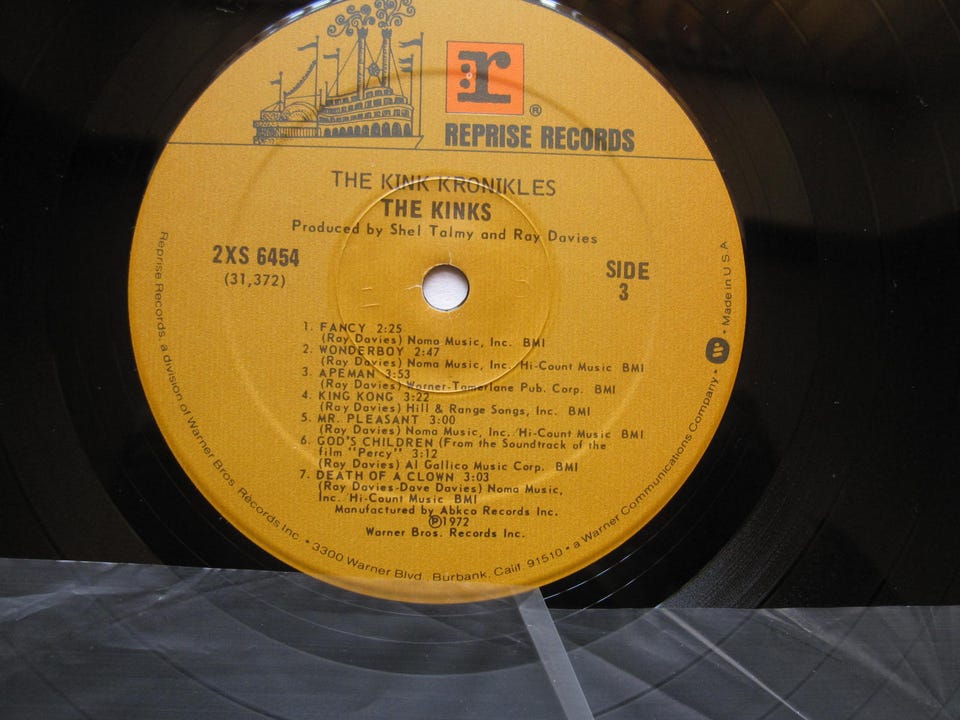 r
®
REPRISE RECORDS
THE KINK KRONIKLES
THE KINKS
Produced by Shel Talmy and Ray Davies
2XS 6454
(31,372)
SIDE
3
1. FANCY 2:25
(Ray Davies) Noma Music, Inc. BMI
2. WONDERBOY 2:47
(Ray Davies) Noma Music, Inc./Hi-Count Music BMI
3. APEMAN 3:53
(Ray Davies) Warner-Tamerlane Pub. Corp. BMI
4. KING KONG 3:22
(Ray Davies) Hill & Range Songs, Inc. BMI
5. MR. PLEASANT 3:00
(Ray Davies) Noma Music, Inc./Hi-Count Music BMI
6. GOD'S CHILDREN (From the Soundtrack of the
film "Percy" 3:12
(Ray Davies) Al Gallico Music Corp. BMI
7. DEATH OF A CLOWN 3:03
(Ray Davies-Dave Davies) Noma Music,
Inc./Hi-Count Music BMI
Manufactured by Abkco Records Inc.
℗1972
Warner Bros. Records Inc.
Reprise Records, a division of Warner Bros. Records Inc. • 3300 Warner Blvd., Burbank, Calif. 91510 • a Warner Communications Company • W • Made in U.S.A.